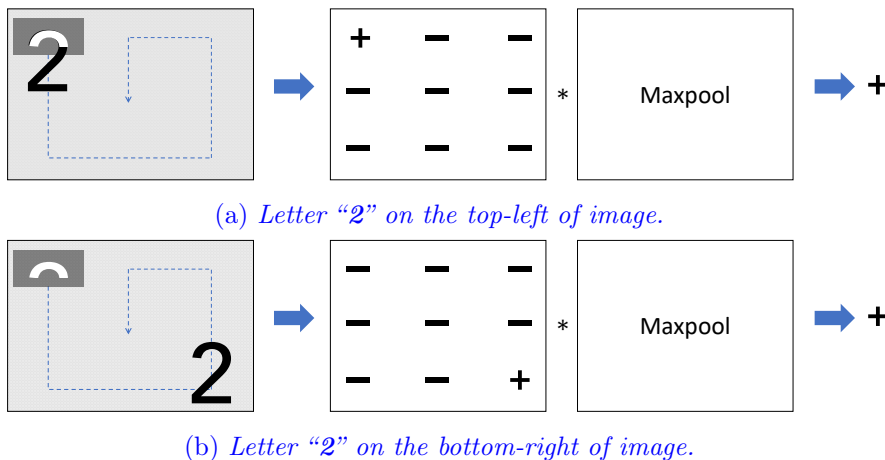 2
+ − −
− − −
− − −
*
Maxpool
+
(a) Letter “2” on the top-left of image.
2
− − −
− − −
− − +
*
Maxpool
+
(b) Letter “2” on the bottom-right of image.